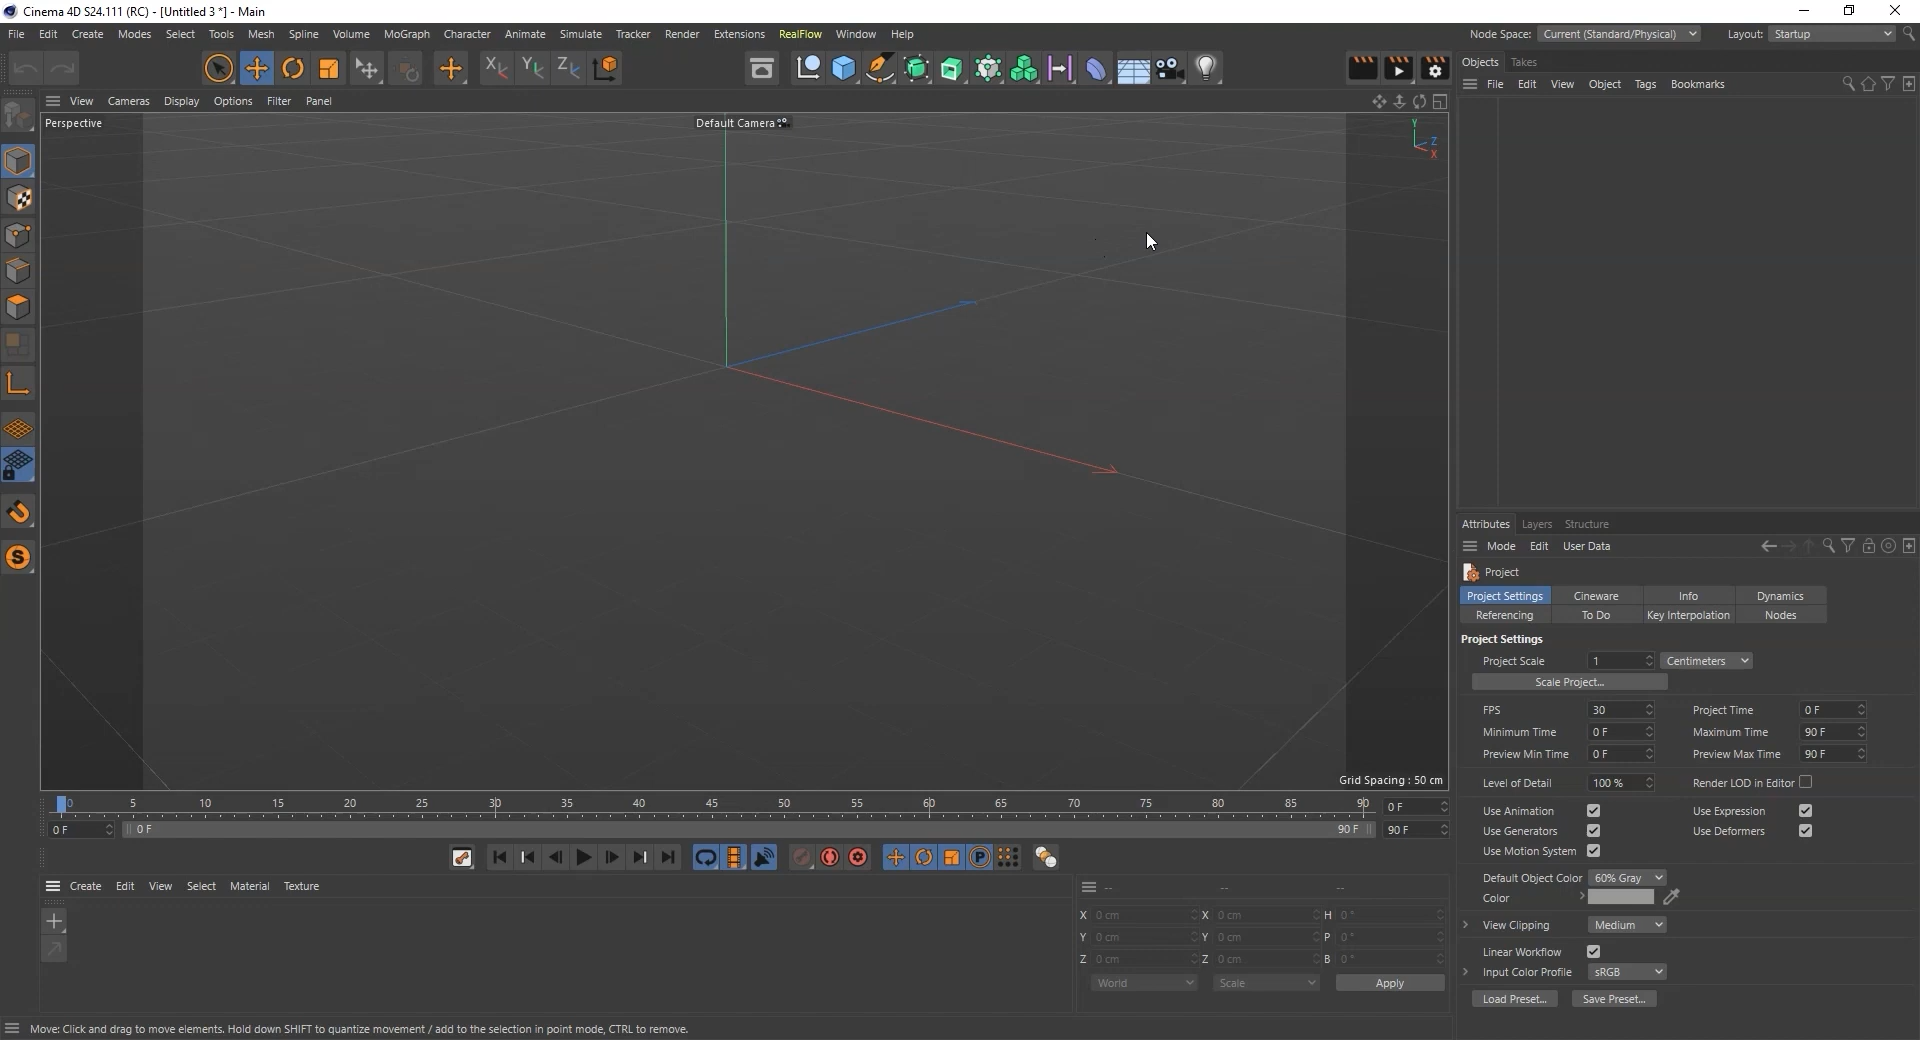 Cinema 4D S24.111 (RC) - [Untitled 3 *] - Main
File Edit Create Modes Select Tools Mesh Spline Volume MoGraph Character Animate Simulate Tracker Render Extensions RealFlow Window Help Node Space: Current (Standard/Physical) Layout: Startup
X Y Z
Objects Takes
File Edit View Object Tags Bookmarks
View Cameras Display Options Filter Panel
Perspective Default Camera
Y
Z
X
Grid Spacing : 50 cm
0 5 10 15 20 25 30 35 40 45 50 55 60 65 70 75 80 85 90 0 F
0 F 0 F 90 F 90 F
P
Create Edit View Select Material Texture
-- -- --
X 0 cm X 0 cm H 0 °
Y 0 cm Y 0 cm P 0 °
Z 0 cm Z 0 cm B 0 °
World Scale Apply
Move: Click and drag to move elements. Hold down SHIFT to quantize movement / add to the selection in point mode, CTRL to remove.
S
Attributes Layers Structure
Mode Edit User Data
Project
Project Settings Cineware Info Dynamics
Referencing To Do Key Interpolation Nodes
Project Settings
Project Scale 1 Centimeters
Scale Project...
FPS 30 Project Time 0 F
Minimum Time 0 F Maximum Time 90 F
Preview Min Time 0 F Preview Max Time 90 F
Level of Detail 100 % Render LOD in Editor
Use Animation Use Expression
Use Generators Use Deformers
Use Motion System
Default Object Color 60% Gray
Color
View Clipping Medium
Linear Workflow
Input Color Profile sRGB
Load Preset... Save Preset...